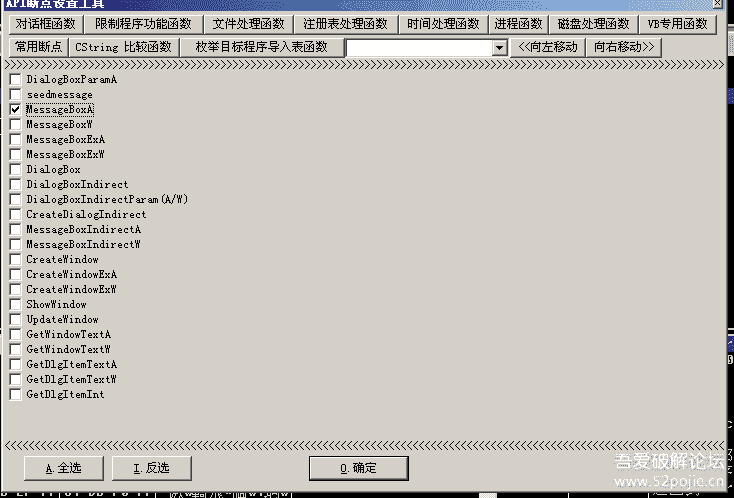 API断点设置工具
对话框函数 限制程序功能函数 文件处理函数 注册表处理函数 时间处理函数 进程函数 磁盘处理函数 VB专用函数
常用断点 CString 比较函数 枚举目标程序导入表函数 <<向左移动 向右移动>>
DialogBoxParamA
seedmessage
MessageBoxA
MessageBoxW
MessageBoxExA
MessageBoxExW
DialogBox
DialogBoxIndirect
DialogBoxIndirectParam(A/W)
CreateDialogIndirect
MessageBoxIndirectA
MessageBoxIndirectW
CreateWindow
CreateWindowExA
CreateWindowExW
ShowWindow
UpdateWindow
GetWindowTextA
GetWindowTextW
GetDlgItemTextA
GetDlgItemTextW
GetDlgItemInt
A.全选 I.反选 O.确定
吾爱破解论坛
www.52pojie.cn